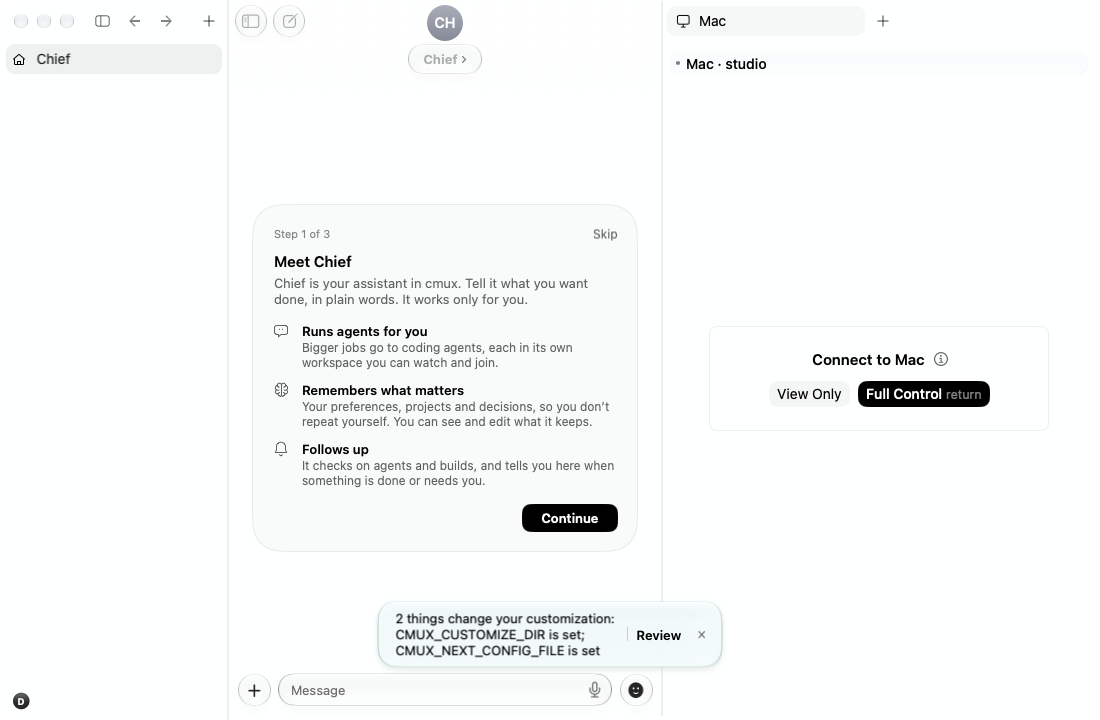 Chief
CH
Chief
Mac
Mac · studio
Step 1 of 3
Skip
Meet Chief
Chief is your assistant in cmux. Tell it what you want
done, in plain words. It works only for you.
Runs agents for you
Bigger jobs go to coding agents, each in its own
workspace you can watch and join.
Remembers what matters
Your preferences, projects and decisions, so you don’t
repeat yourself. You can see and edit what it keeps.
Follows up
It checks on agents and builds, and tells you here when
something is done or needs you.
Continue
Connect to Mac
View Only
Full Control return
2 things change your customization:
CMUX_CUSTOMIZE_DIR is set;
CMUX_NEXT_CONFIG_FILE is set
Review
Message
D